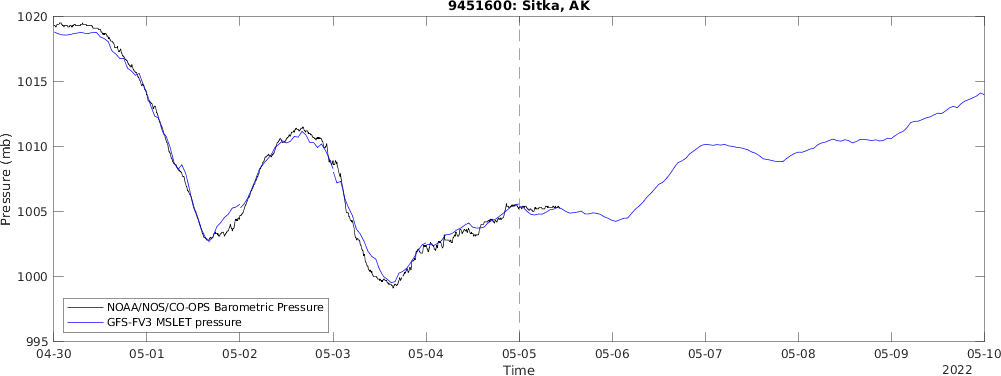 9451600: Sitka, AK
1020
1015
1010
1005
1000
995
Pressure (mb)
NOAA/NOS/CO-OPS Barometric Pressure
GFS-FV3 MSLET pressure
04-30 05-01 05-02 05-03 05-04 05-05 05-06 05-07 05-08 05-09 05-10
Time
2022